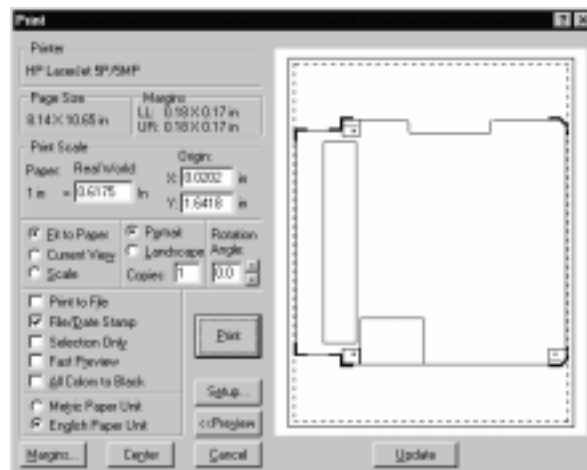 Print
Printer
HP LaserJet 5P/5MP
Page Size
8.14 X 10.65 in
Margins
LL: 0.18 X 0.17 in
UR: 0.18 X 0.17 in
Print Scale
Paper: Real World:
1 in = 0.6175 In
Origin:
X: 0.0202 in
Y: 1.6418 in
Fit to Paper
Current View
Scale
Portrait
Landscape
Copies: 1
Rotation
Angle:
0.0
Print to File
File/Date Stamp
Selection Only
Fast Preview
All Colors to Black
Metric Paper Unit
English Paper Unit
Print
Setup...
<<Preview
Margins...
Center
Cancel
Update